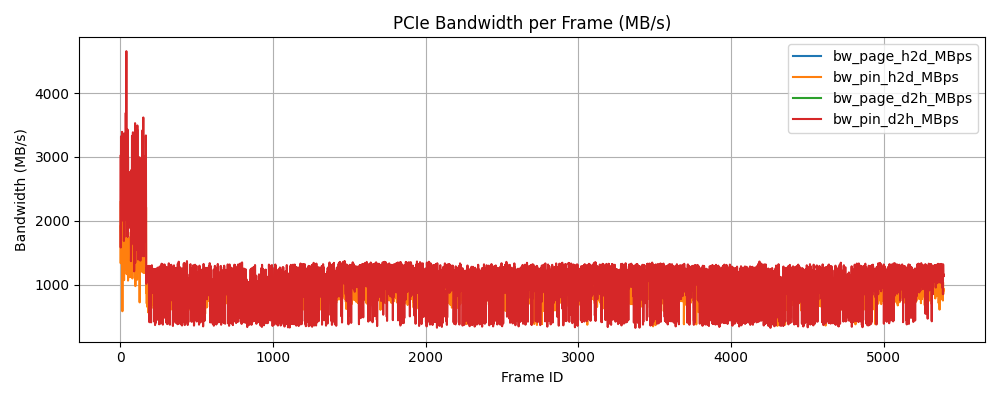 PCIe Bandwidth per Frame (MB/s)
bw_page_h2d_MBps
bw_pin_h2d_MBps
bw_page_d2h_MBps
bw_pin_d2h_MBps
Bandwidth (MB/s)
4000
3000
2000
1000
0 1000 2000 3000 4000 5000
Frame ID